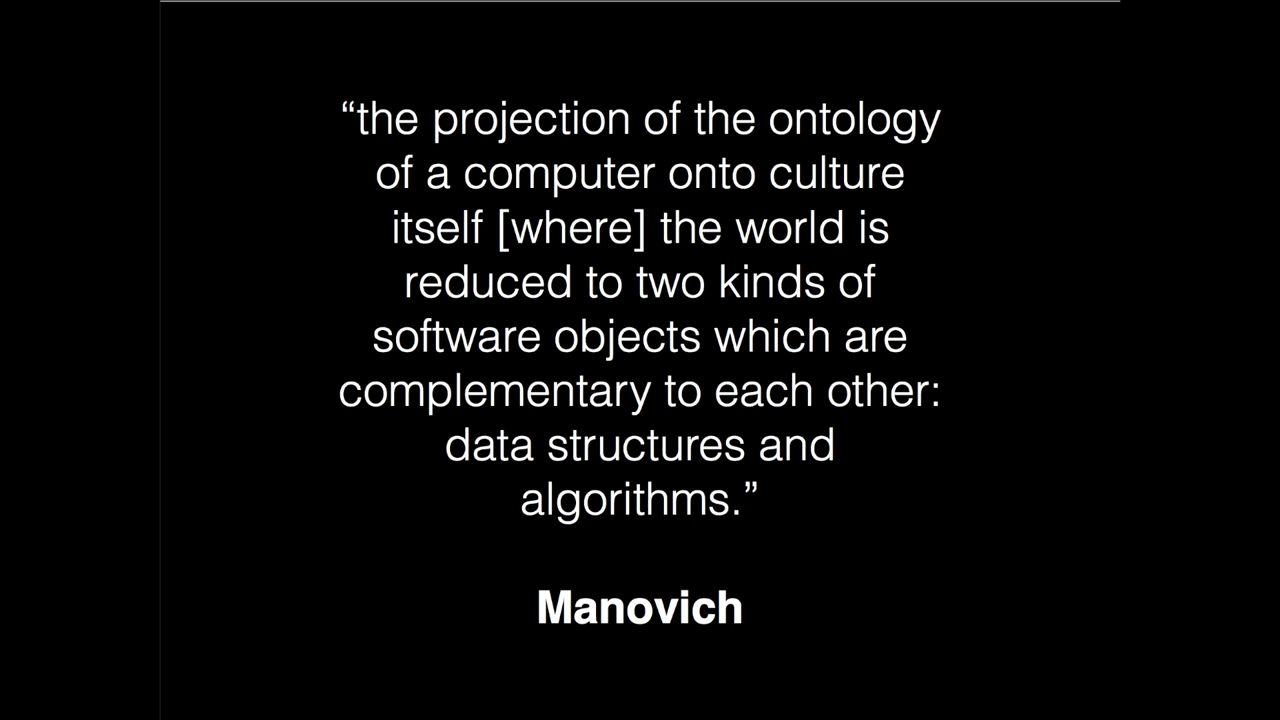 “the projection of the ontology
of a computer onto culture
itself [where] the world is
reduced to two kinds of
software objects which are
complementary to each other:
data structures and
algorithms.”
Manovich